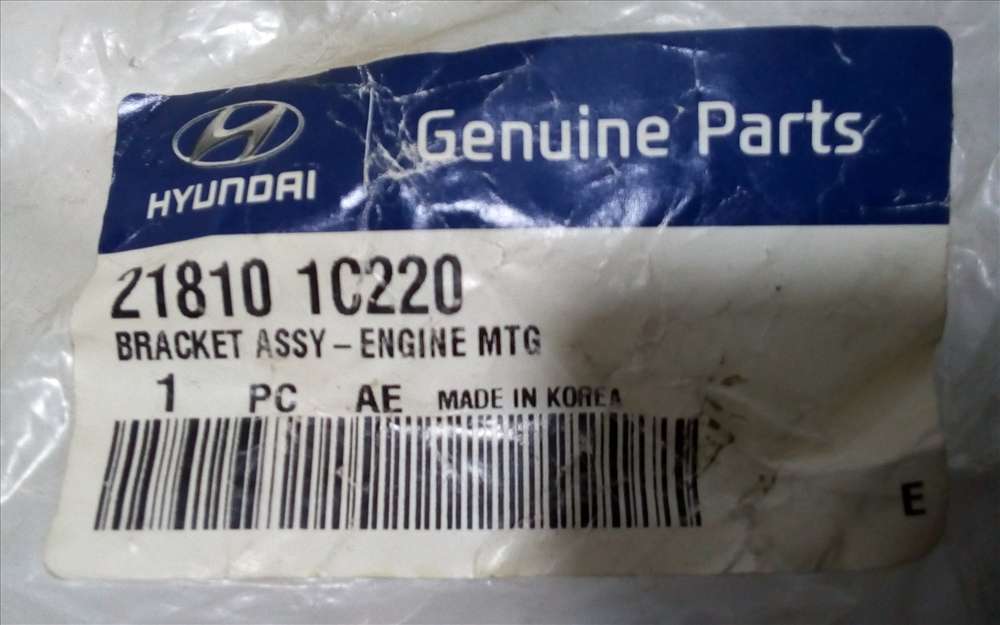 HYUNDAI
Genuine Parts
21810 1C220
BRACKET ASSY – ENGINE MTG
1 PC AE MADE IN KOREA
E